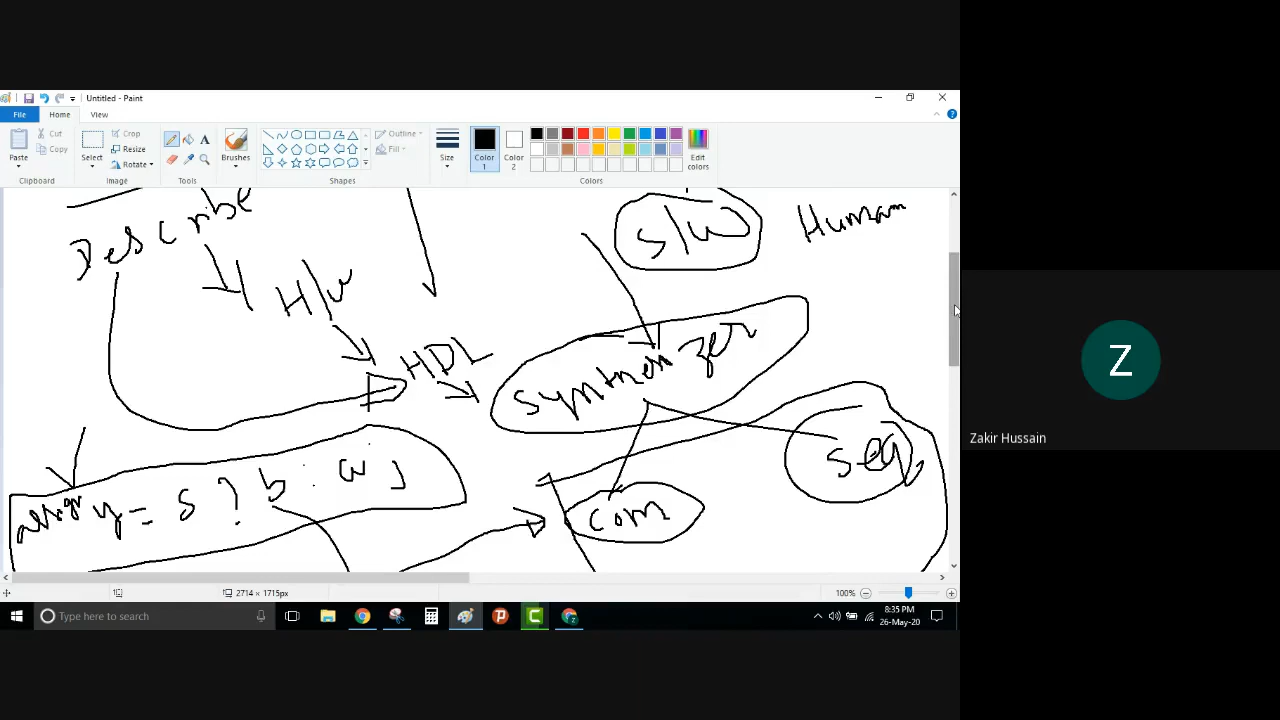 Untitled - Paint
File Home View
Paste
Cut
Copy
Clipboard
Select
Crop
Resize
Rotate
Image
Tools
Brushes
Shapes
Outline
Fill
Size
Color 1
Color 2
Edit colors
Colors
Describe
S/W
Human
H/W
HDL
assign y = s ? b : a ;
com
seq,
Z
Zakir Hussain
2714 × 1715px
100%
Type here to search
8:35 PM
26-May-20